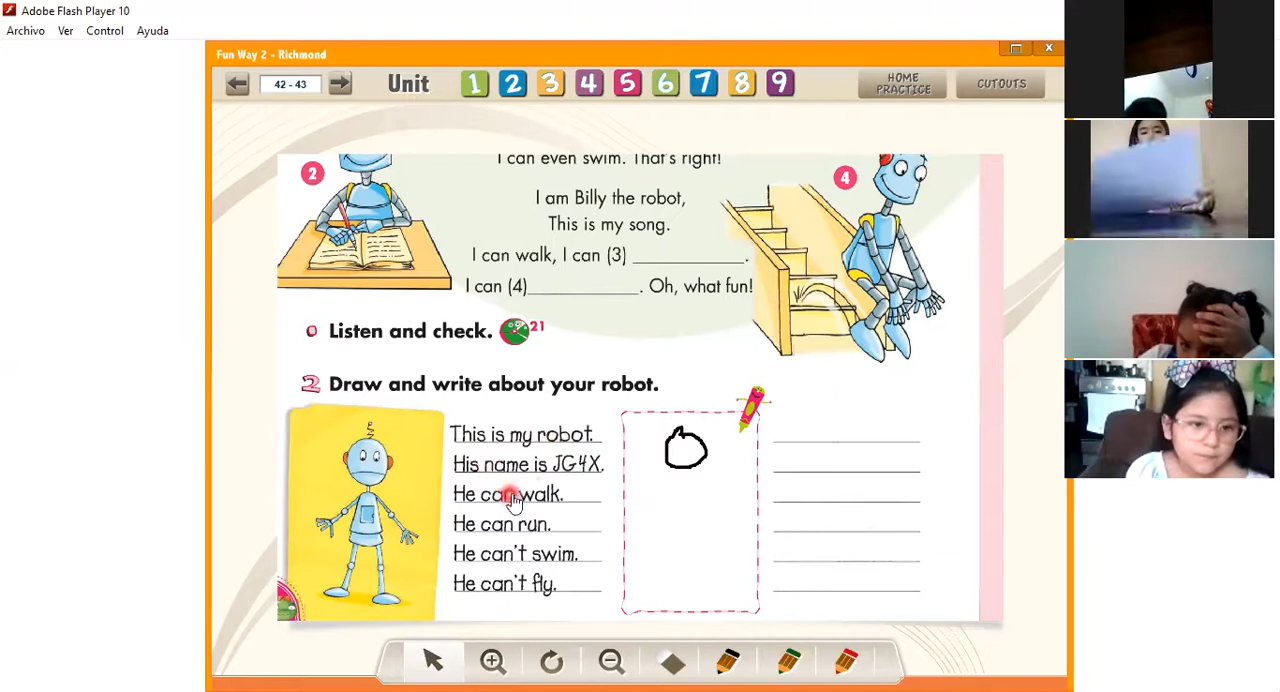 Adobe Flash Player 10
Archivo Ver Control Ayuda
Fun Way 2 - Richmond
42 - 43
Unit
1 2 3 4 5 6 7 8 9
HOME
PRACTICE
CUTOUTS
2
I can even swim. That's right!
4
I am Billy the robot,
This is my song.
I can walk, I can (3) __________.
I can (4)__________. Oh, what fun!
Listen and check. 21
2 Draw and write about your robot.
This is my robot.
His name is JG4X.
He can walk.
He can run.
He can't swim.
He can't fly.